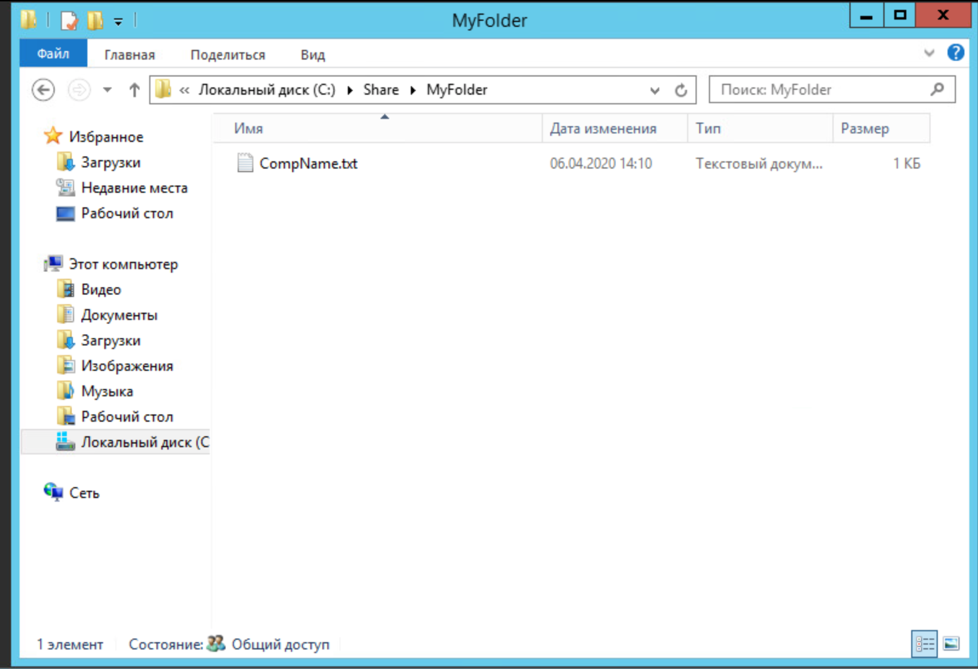 MyFolder
Файл Главная Поделиться Вид
« Локальный диск (C:) Share MyFolder Поиск: MyFolder
Имя Дата изменения Тип Размер
CompName.txt 06.04.2020 14:10 Текстовый докум... 1 КБ
Избранное
Загрузки
Недавние места
Рабочий стол
Этот компьютер
Видео
Документы
Загрузки
Изображения
Музыка
Рабочий стол
Локальный диск (C
Сеть
1 элемент Состояние: Общий доступ